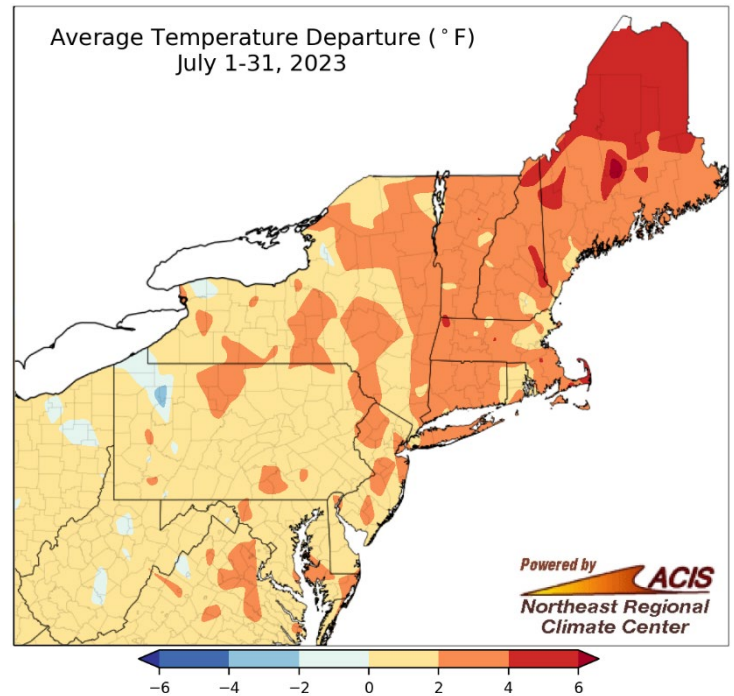 Average Temperature Departure (°F)
July 1-31, 2023
Powered by
ACIS
Northeast Regional
Climate Center
−6 −4 −2 0 2 4 6